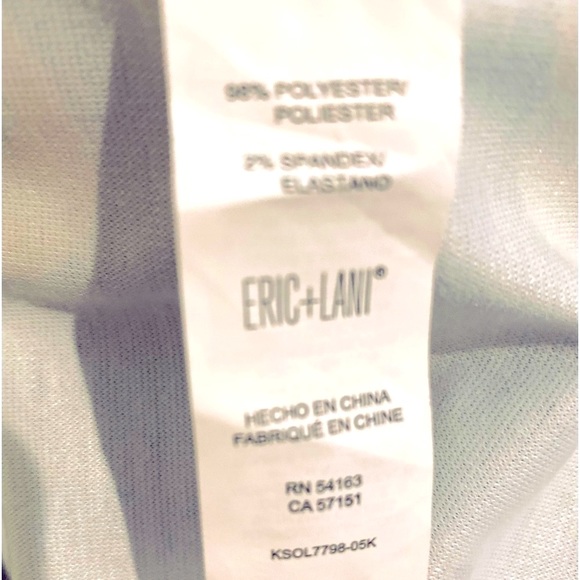 98% POLYESTER/
POLIESTER
2% SPANDEX/
ELASTANO
ERIC+LANI®
HECHO EN CHINA
FABRIQUÉ EN CHINE
RN 54163
CA 57151
KSOL7798-05K